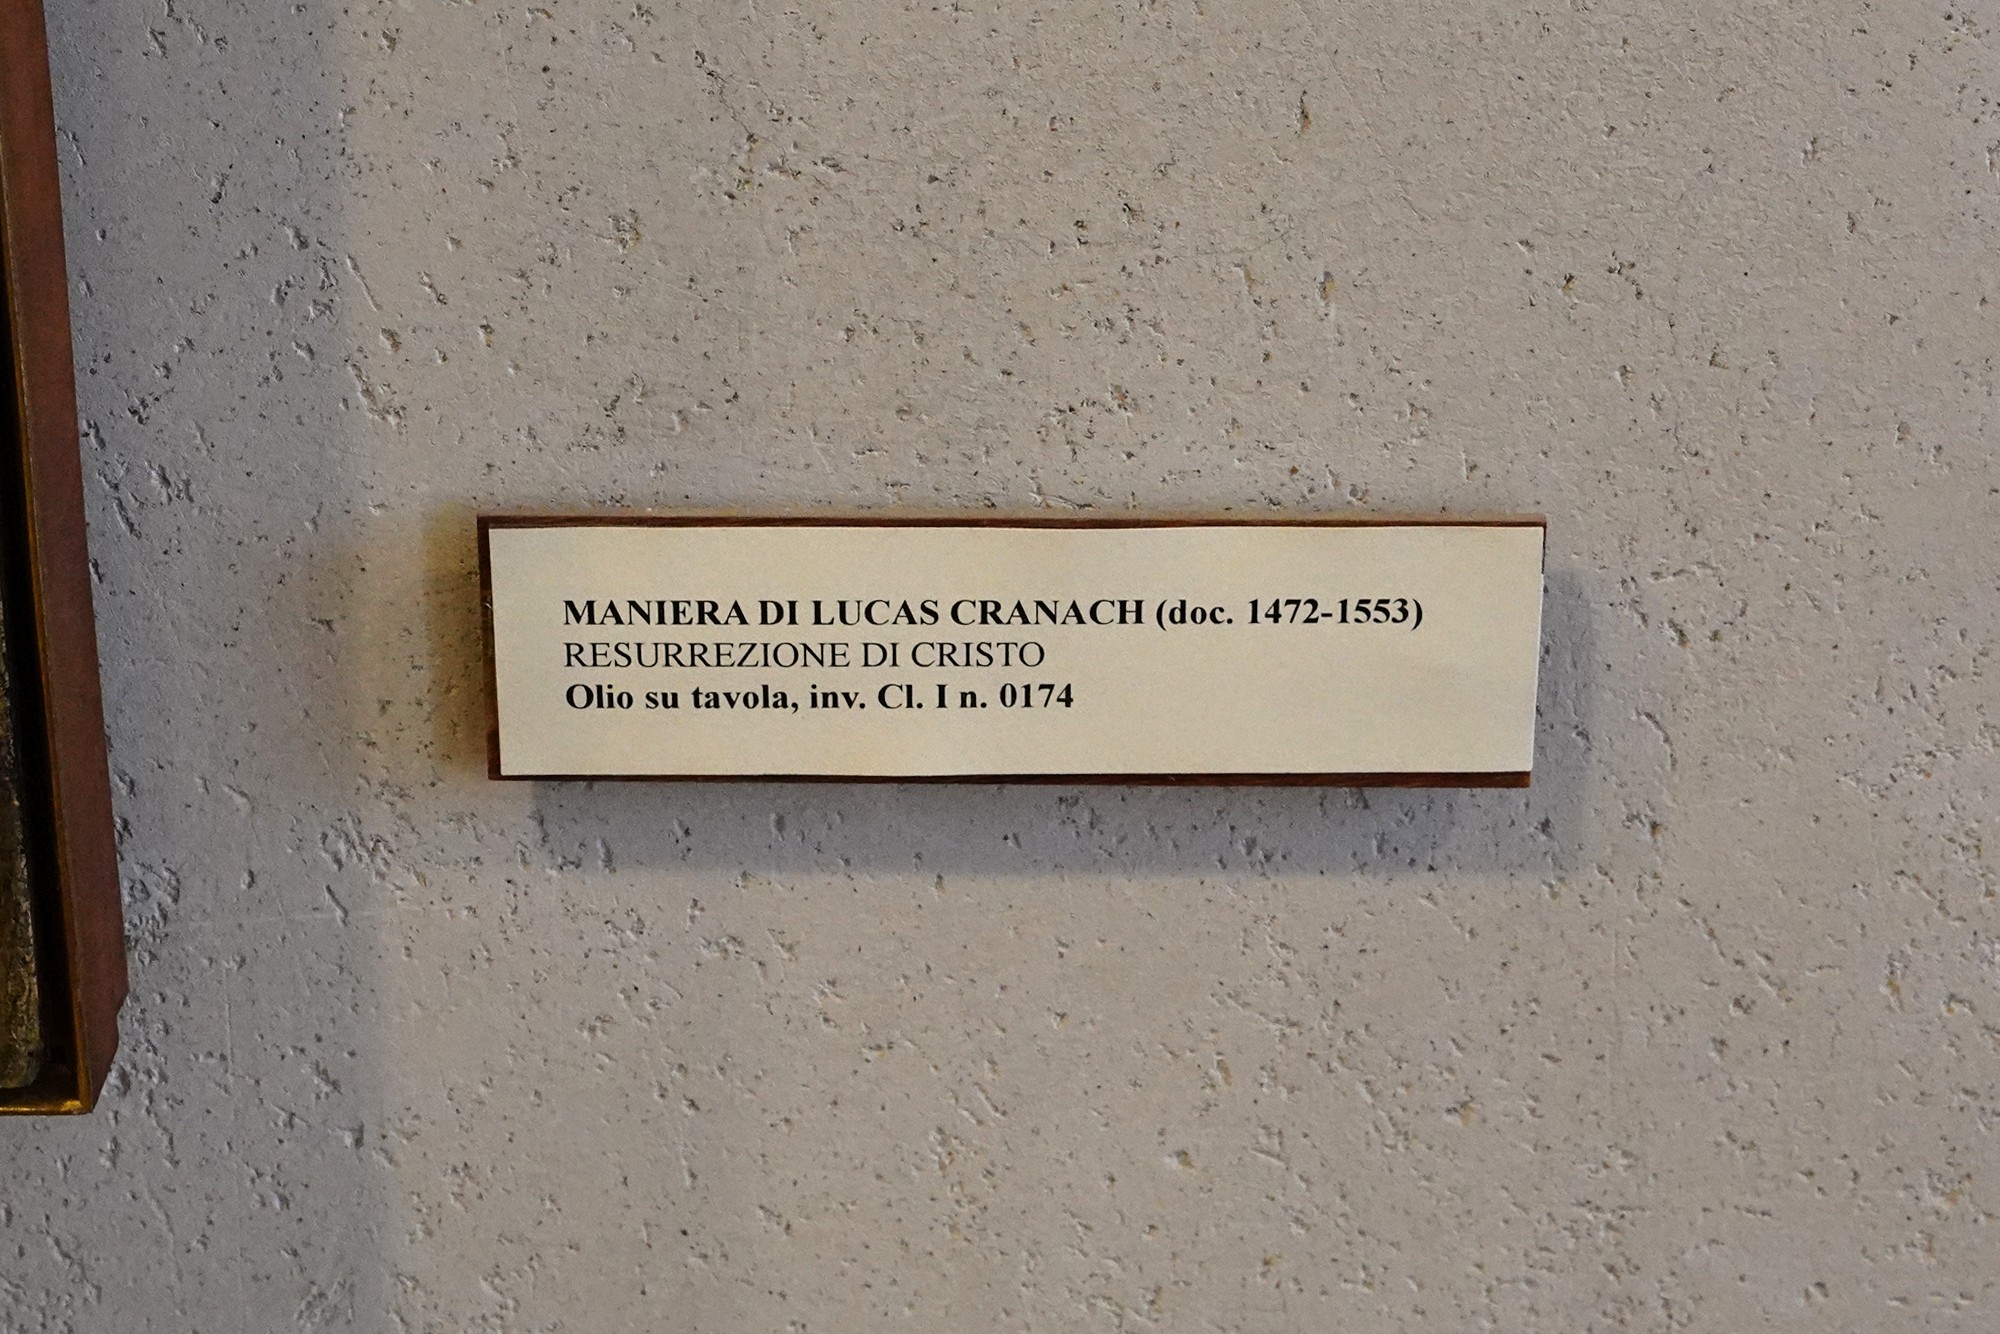 MANIERA DI LUCAS CRANACH (doc. 1472-1553)
RESURREZIONE DI CRISTO
Olio su tavola, inv. Cl. I n. 0174